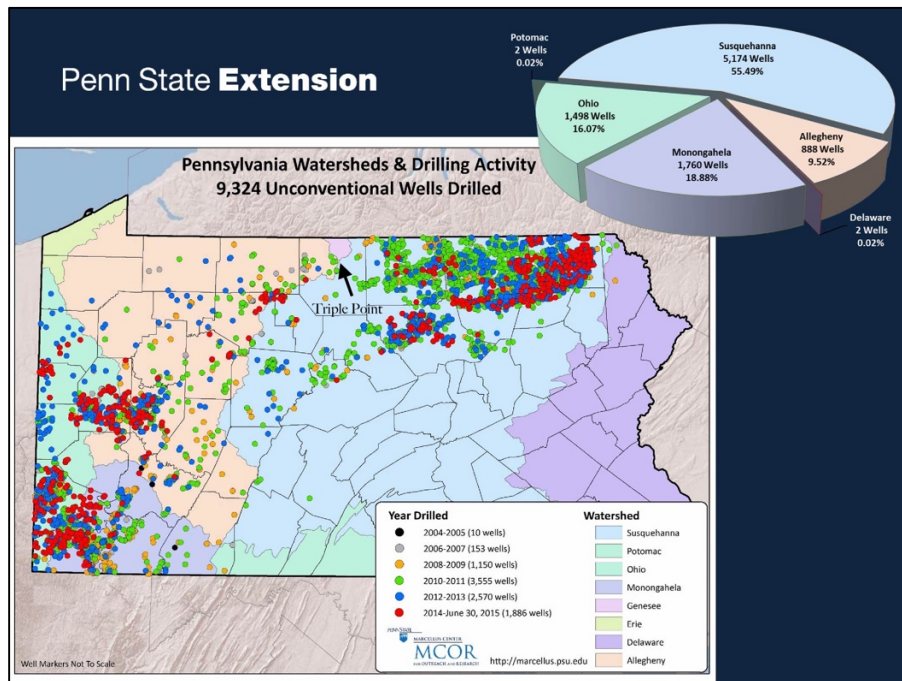 Penn State Extension
Potomac
2 Wells
0.02%
Susquehanna
5,174 Wells
55.49%
Ohio
1,498 Wells
16.07%
Allegheny
888 Wells
9.52%
Monongahela
1,760 Wells
18.88%
Delaware
2 Wells
0.02%
Pennsylvania Watersheds & Drilling Activity
9,324 Unconventional Wells Drilled
Triple Point
Year Drilled
2004-2005 (10 wells)
2006-2007 (153 wells)
2008-2009 (1,150 wells)
2010-2011 (3,555 wells)
2012-2013 (2,570 wells)
2014-June 30, 2015 (1,886 wells)
Watershed
Susquehanna
Potomac
Ohio
Monongahela
Genesee
Erie
Delaware
Allegheny
PENNSTATE
MARCELLUS CENTER
MCOR
FOR OUTREACH AND RESEARCH
http://marcellus.psu.edu
Well Markers Not To Scale